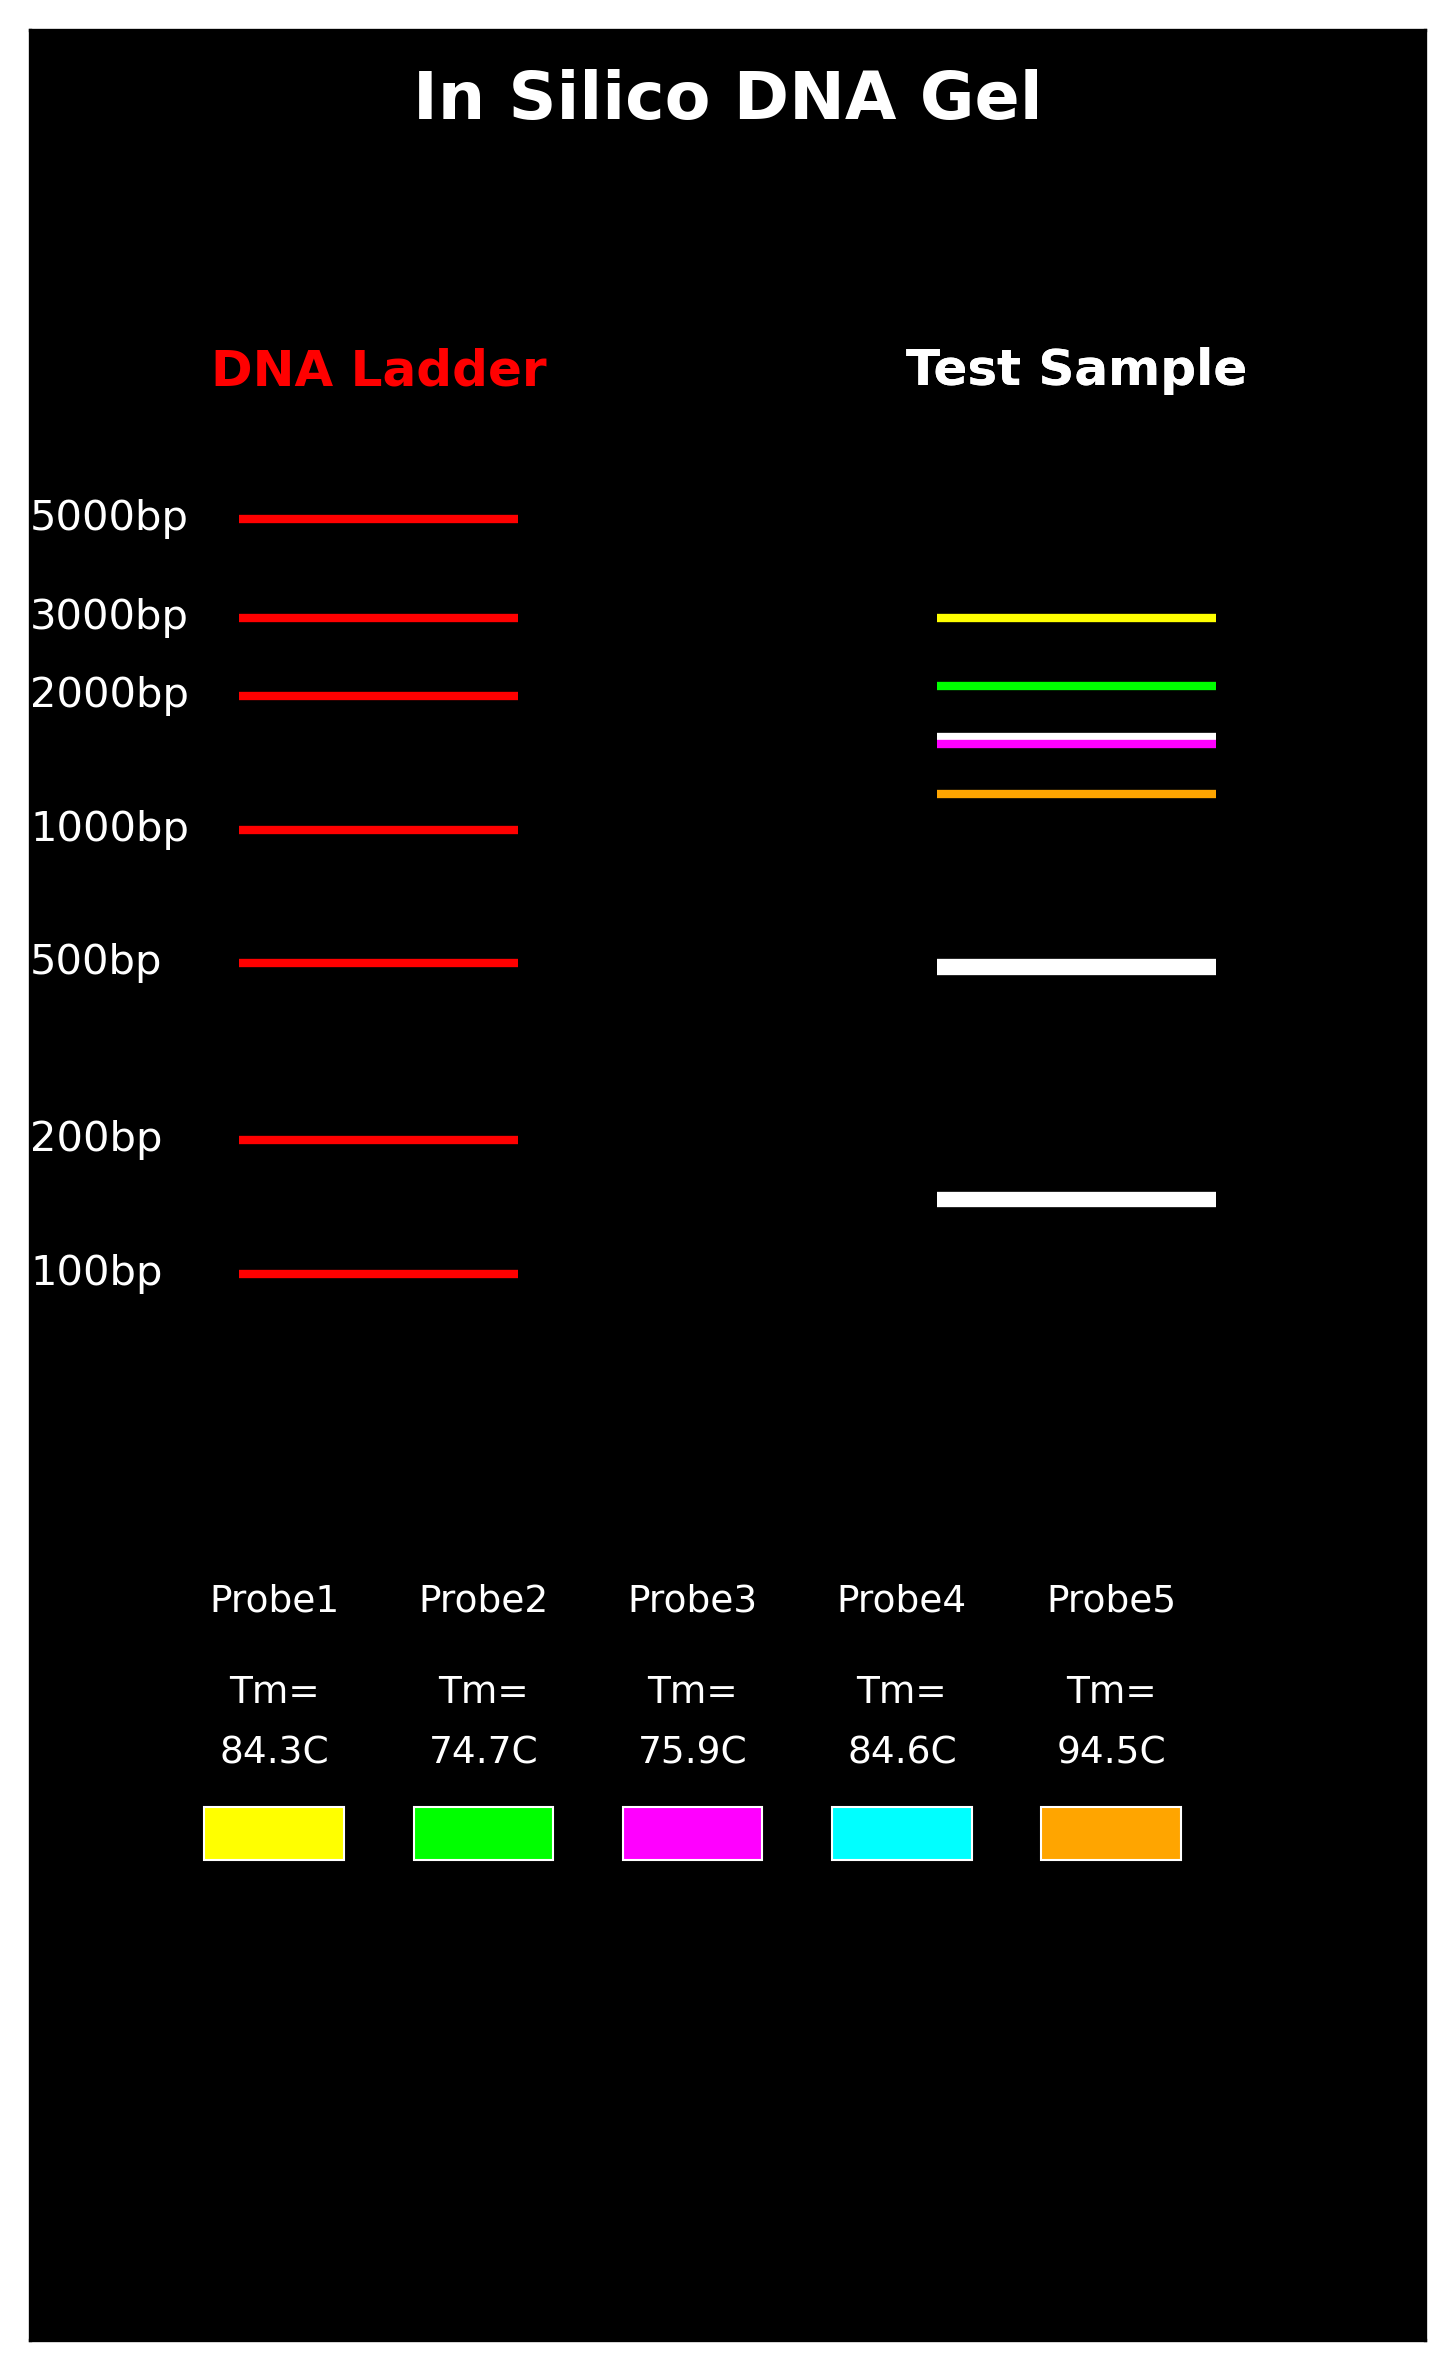 In Silico DNA Gel
DNA Ladder
Test Sample
5000bp
3000bp
2000bp
1000bp
500bp
200bp
100bp
Probe1 Probe2 Probe3 Probe4 Probe5
Tm= Tm= Tm= Tm= Tm=
84.3C 74.7C 75.9C 84.6C 94.5C